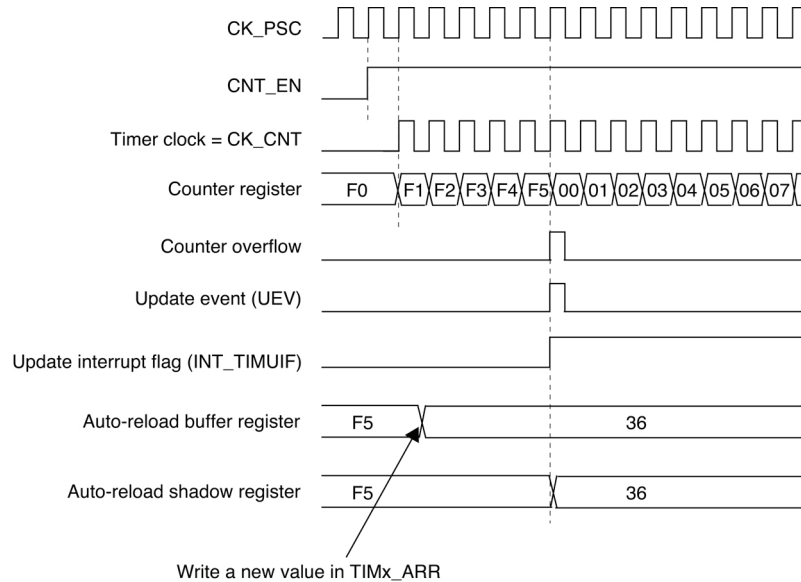 CK_PSC
CNT_EN
Timer clock = CK_CNT
Counter register F0 F1 F2 F3 F4 F5 00 01 02 03 04 05 06 07
Counter overflow
Update event (UEV)
Update interrupt flag (INT_TIMUIF)
Auto-reload buffer register F5 36
Auto-reload shadow register F5 36
Write a new value in TIMx_ARR